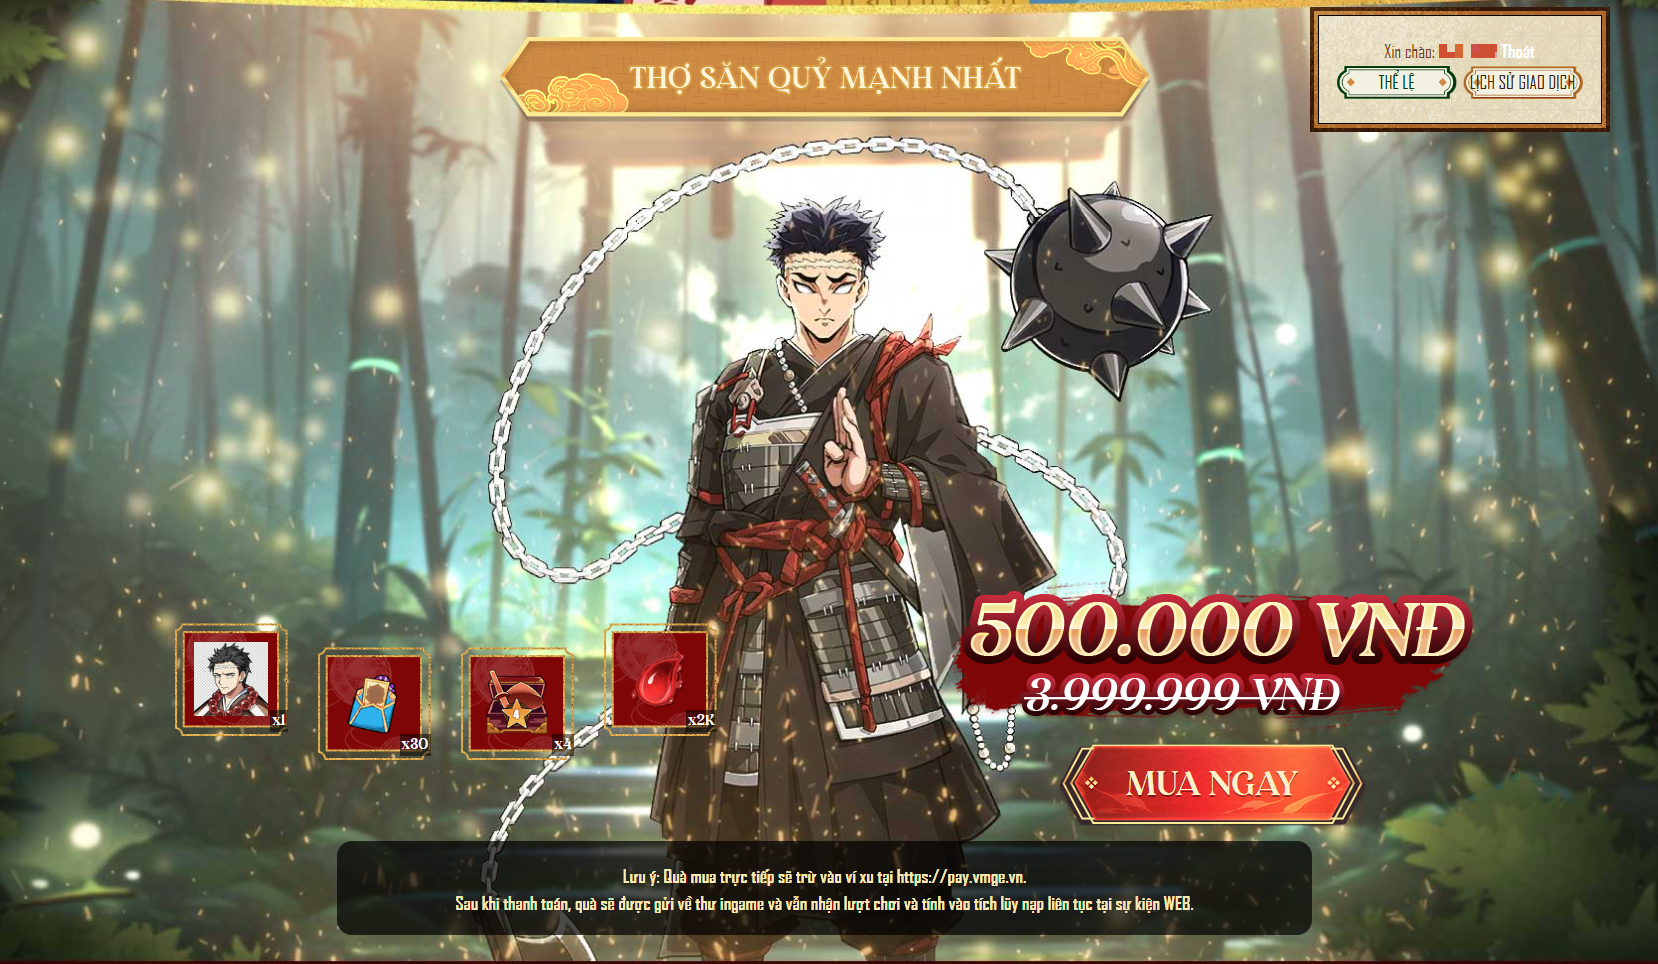 THỢ SĂN QUỶ MẠNH NHẤT
Xin chào: Thoát
THỂ LỆ
LỊCH SỬ GIAO DỊCH
x1
x30
4
x4
x2K
500.000 VNĐ
3.999.999 VNĐ
MUA NGAY
Lưu ý: Quà mua trực tiếp sẽ trừ vào ví xu tại https://pay.vmge.vn.
Sau khi thanh toán, quà sẽ được gửi về thư ingame và vẫn nhận lượt chơi và tính vào tích lũy nạp liên tục tại sự kiện WEB.